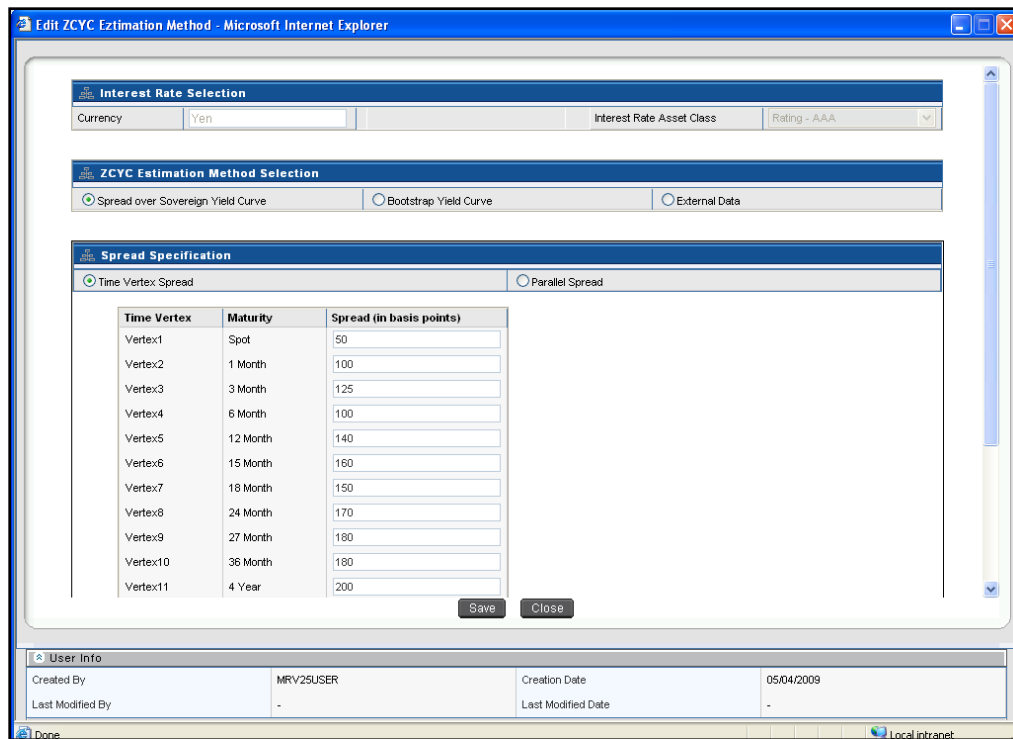 Edit ZCYC Eztimation Method - Microsoft Internet Explorer
Interest Rate Selection
Currency Yen Interest Rate Asset Class Rating - AAA
ZCYC Estimation Method Selection
Spread over Sovereign Yield Curve Bootstrap Yield Curve External Data
Spread Specification
Time Vertex Spread Parallel Spread
Time Vertex Maturity Spread (in basis points)
Vertex1 Spot 50
Vertex2 1 Month 100
Vertex3 3 Month 125
Vertex4 6 Month 100
Vertex5 12 Month 140
Vertex6 15 Month 160
Vertex7 18 Month 150
Vertex8 24 Month 170
Vertex9 27 Month 180
Vertex10 36 Month 180
Vertex11 4 Year 200
Save Close
User Info
Created By MRV25USER Creation Date 05/04/2009
Last Modified By - Last Modified Date -
Done Local intranet